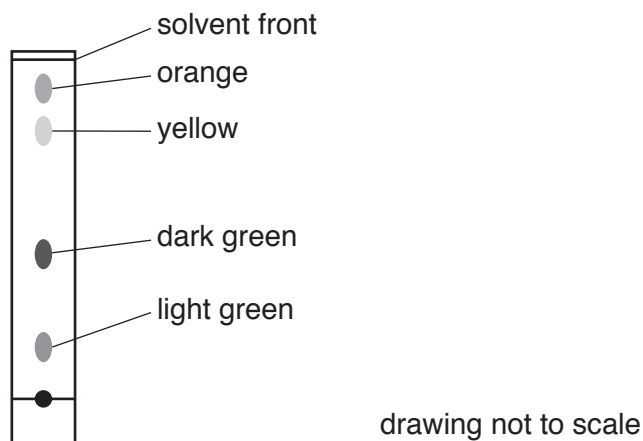 solvent front
orange
yellow
dark green
light green
drawing not to scale